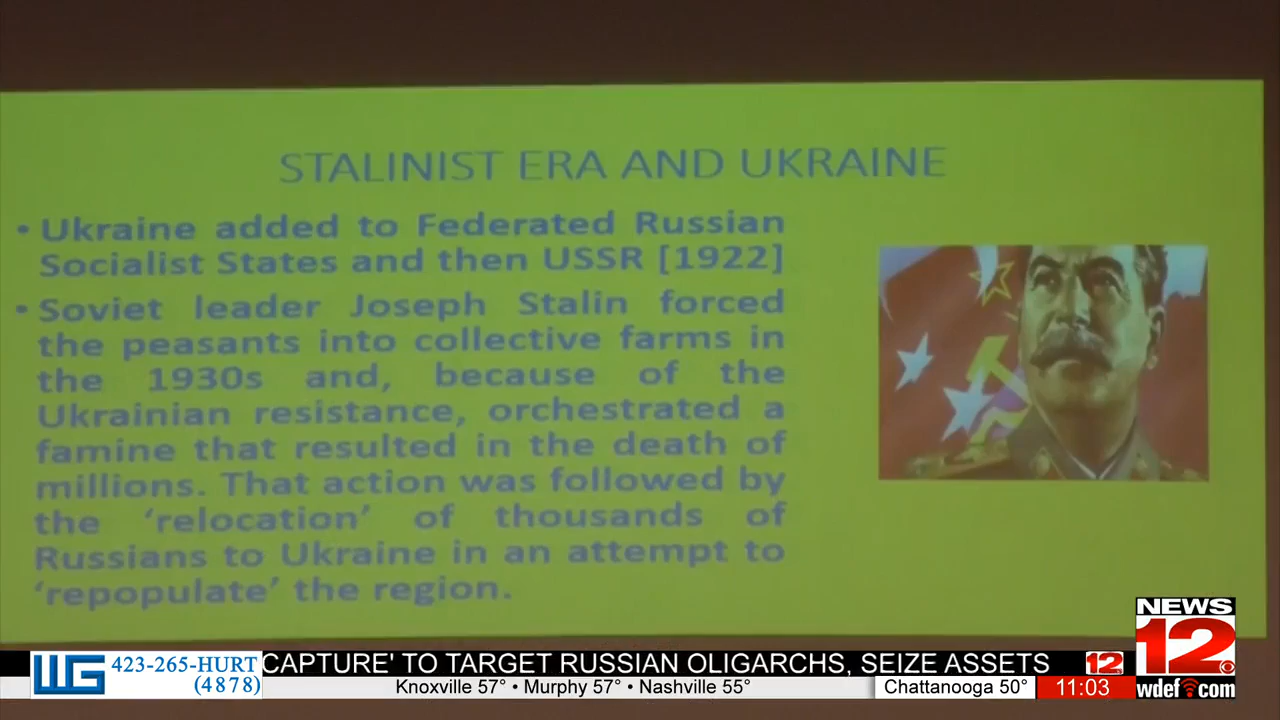 STALINIST ERA AND UKRAINE
• Ukraine added to Federated Russian
Socialist States and then USSR [1922]
• Soviet leader Joseph Stalin forced
the peasants into collective farms in
the 1930s and, because of the
Ukrainian resistance, orchestrated a
famine that resulted in the death of
millions. That action was followed by
the ‘relocation’ of thousands of
Russians to Ukraine in an attempt to
‘repopulate’ the region.
NEWS
12
wdef.com
WG
423-265-HURT
(4878)
CAPTURE' TO TARGET RUSSIAN OLIGARCHS, SEIZE ASSETS
12
Knoxville 57° • Murphy 57° • Nashville 55°
Chattanooga 50°
11:03